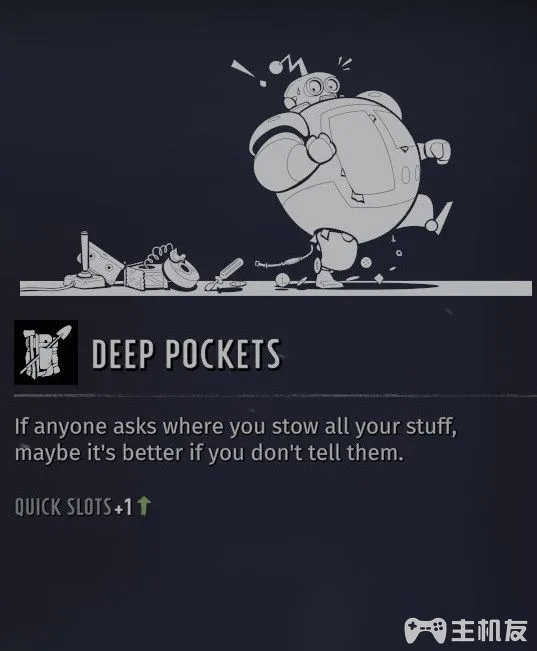 DEEP POCKETS
If anyone asks where you stow all your stuff,
maybe it's better if you don't tell them.
QUICK SLOTS +1
主机友